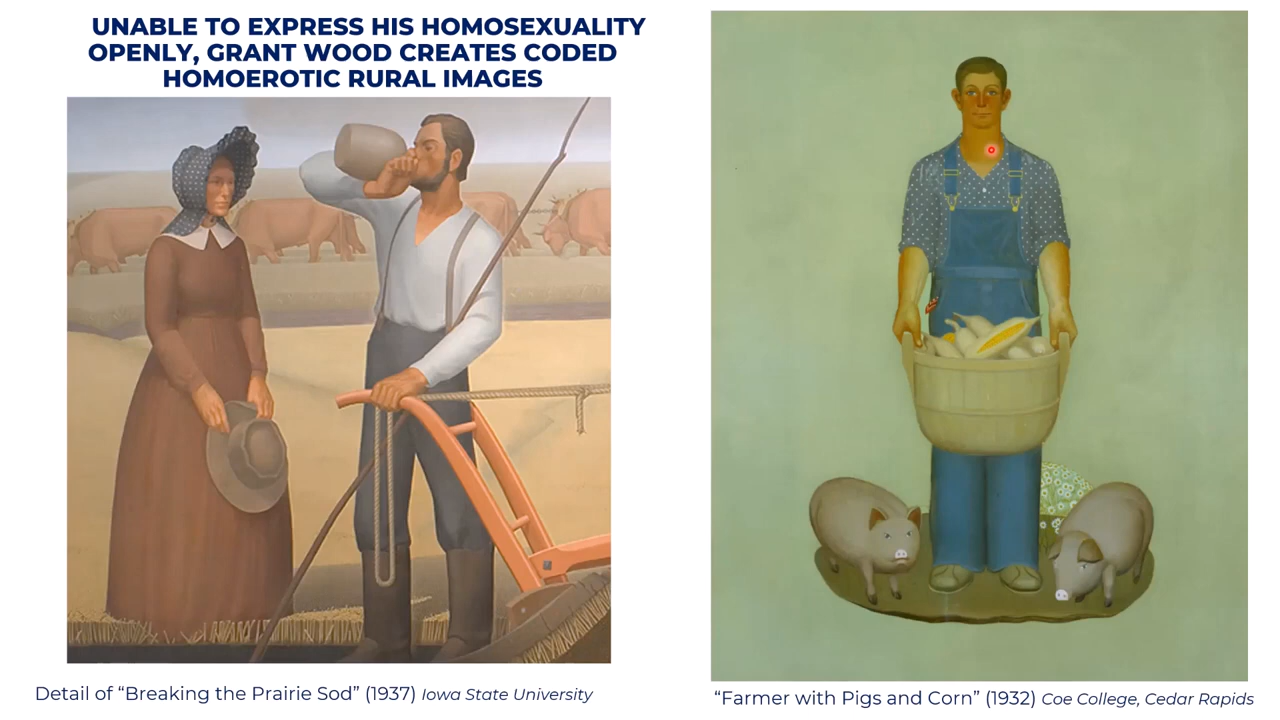 UNABLE TO EXPRESS HIS HOMOSEXUALITY
OPENLY, GRANT WOOD CREATES CODED
HOMOEROTIC RURAL IMAGES
Detail of “Breaking the Prairie Sod” (1937) Iowa State University
“Farmer with Pigs and Corn” (1932) Coe College, Cedar Rapids